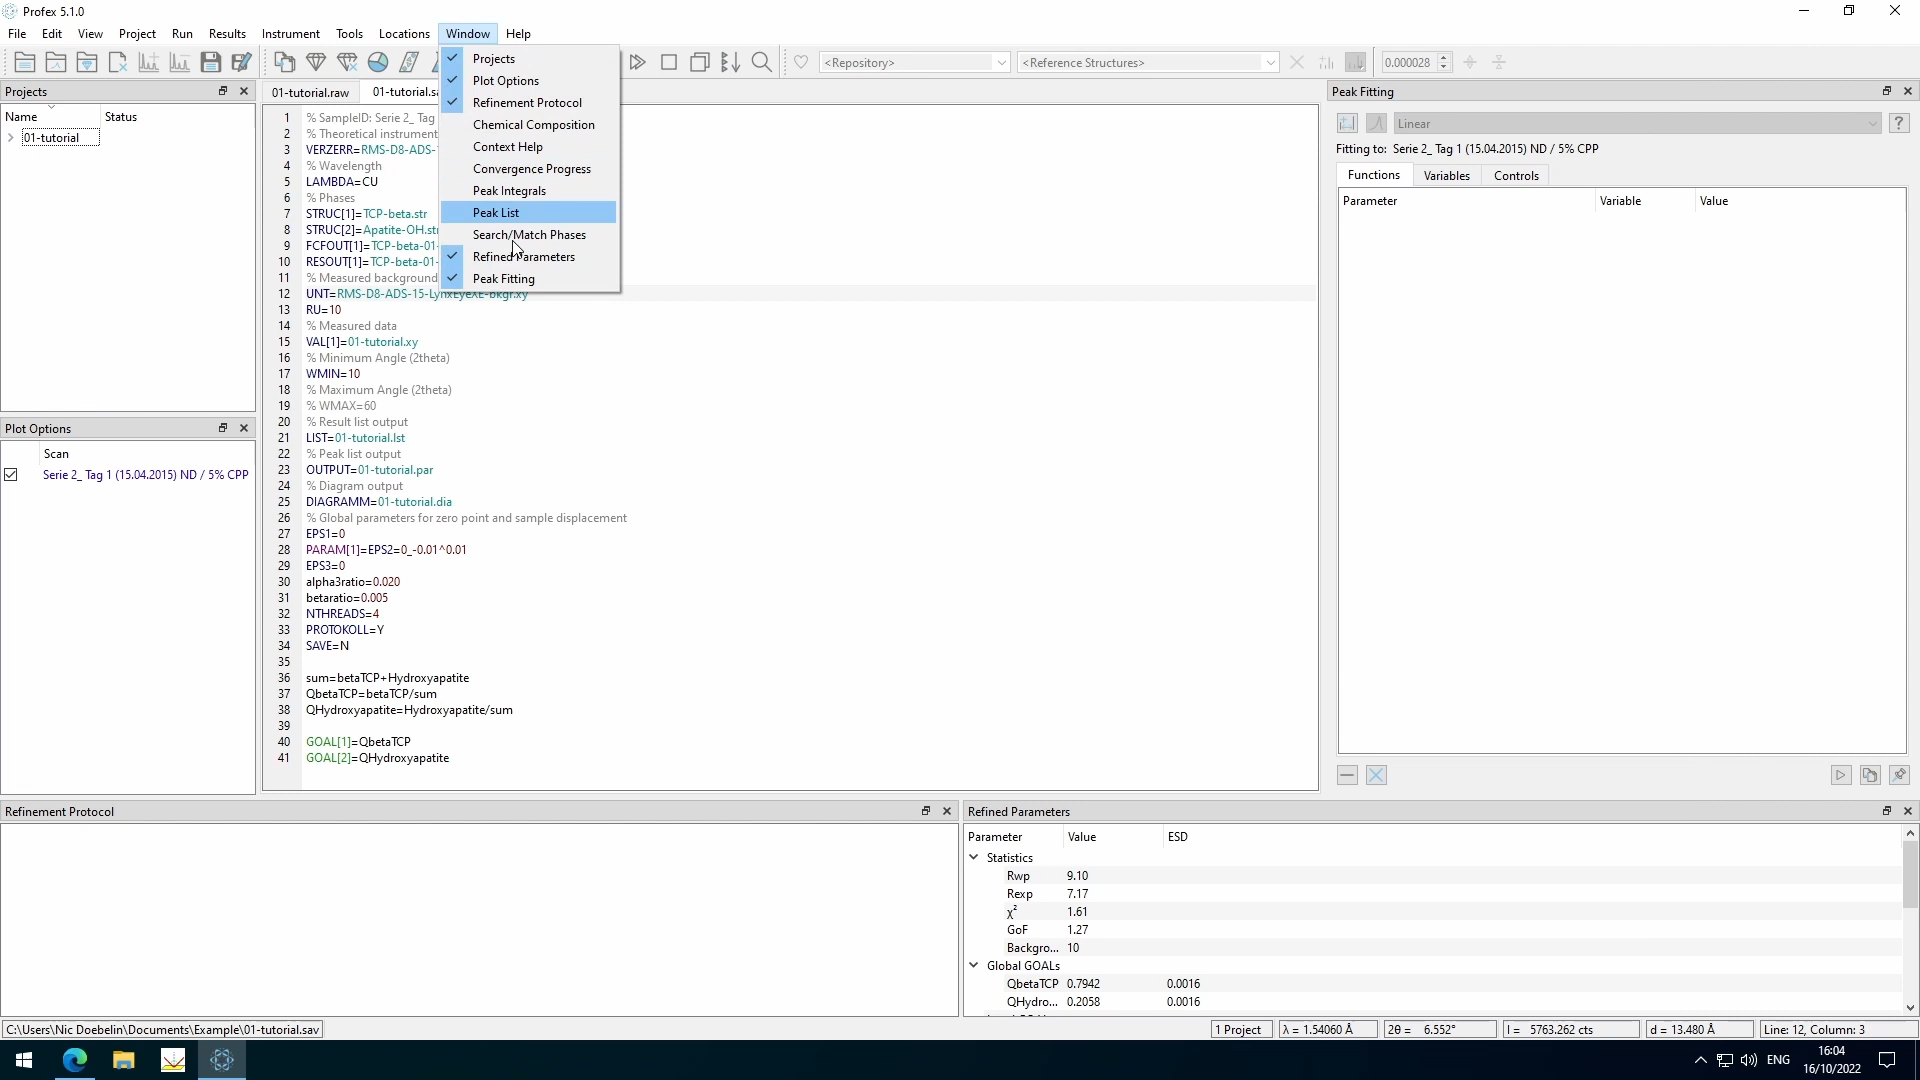 Profex 5.1.0
File Edit View Project Run Results Instrument Tools Locations Window Help
<Repository>
<Reference Structures>
0.000028
Projects
Plot Options
Refinement Protocol
Chemical Composition
Context Help
Convergence Progress
Peak Integrals
Peak List
Search/Match Phases
Refined Parameters
Peak Fitting
Projects
Name Status
01-tutorial
Plot Options
Scan
Serie 2_ Tag 1 (15.04.2015) ND / 5% CPP
01-tutorial.raw
1 % SampleID: Serie 2_ Tag
2 % Theoretical instrument
3 VERZERR=RMS-D8-ADS-
4 % Wavelength
5 LAMBDA=CU
6 % Phases
7 STRUC[1]=TCP-beta.str
8 STRUC[2]=Apatite-OH.str
9 FCFOUT[1]=TCP-beta-01-
10 RESOUT[1]=TCP-beta-01-
11 % Measured background
12 UNT=RMS-D8-ADS-15-LynxEyeXE-bkgr.xy
13 RU=10
14 % Measured data
15 VAL[1]=01-tutorial.xy
16 % Minimum Angle (2theta)
17 WMIN=10
18 % Maximum Angle (2theta)
19 % WMAX=60
20 % Result list output
21 LIST=01-tutorial.lst
22 % Peak list output
23 OUTPUT=01-tutorial.par
24 % Diagram output
25 DIAGRAMM=01-tutorial.dia
26 % Global parameters for zero point and sample displacement
27 EPS1=0
28 PARAM[1]=EPS2=0_-0.01^0.01
29 EPS3=0
30 alpha3ratio=0.020
31 betaratio=0.005
32 NTHREADS=4
33 PROTOKOLL=Y
34 SAVE=N
35
36 sum=betaTCP+Hydroxyapatite
37 QbetaTCP=betaTCP/sum
38 QHydroxyapatite=Hydroxyapatite/sum
39
40 GOAL[1]=QbetaTCP
41 GOAL[2]=QHydroxyapatite
Peak Fitting
Linear
?
Fitting to: Serie 2_ Tag 1 (15.04.2015) ND / 5% CPP
Functions Variables Controls
Parameter Variable Value
Refinement Protocol
Refined Parameters
Parameter Value ESD
Statistics
Rwp 9.10
Rexp 7.17
χ² 1.61
GoF 1.27
Backgro... 10
Global GOALs
QbetaTCP 0.7942 0.0016
QHydro... 0.2058 0.0016
C:\Users\Nic Doebelin\Documents\Example\01-tutorial.sav
1 Project
λ = 1.54060 Å
2θ = 6.552°
I = 5763.262 cts
d = 13.480 Å
Line: 12, Column: 3
ENG
16:04
16/10/2022